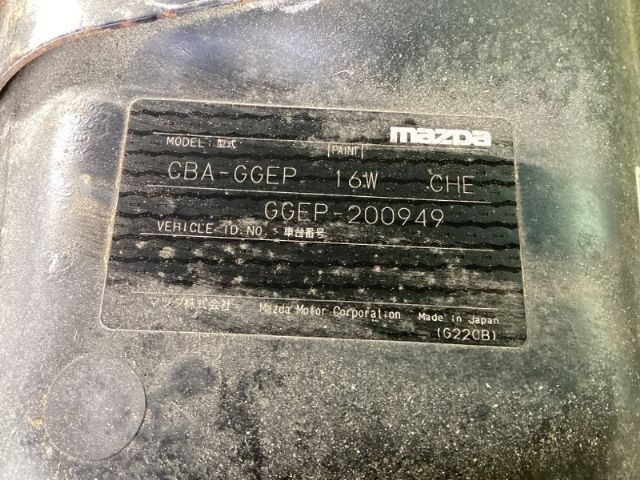 mazda
MODEL:型式 [PAINT]
CBA-GGEP 16W CHE
GGEP-200949
VEHICLE ID.NO.:車台番号
マツダ株式会社 Mazda Motor Corporation Made in Japan
(G22CB)